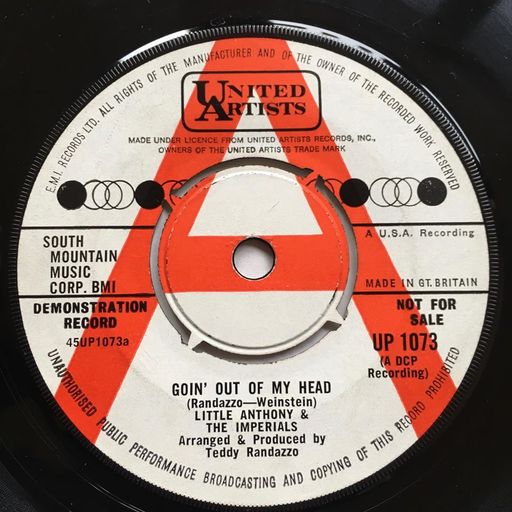 E.M.I. RECORDS LTD. ALL RIGHTS OF THE MANUFACTURER AND OF THE OWNER OF THE RECORDED WORK RESERVED
UNITED
ARTISTS
MADE UNDER LICENCE FROM UNITED ARTISTS RECORDS, INC.,
OWNERS OF THE UNITED ARTISTS TRADE MARK
A U.S.A. Recording
SOUTH
MOUNTAIN
MUSIC
CORP. BMI
MADE IN GT. BRITAIN
DEMONSTRATION
RECORD
45UP1073a
NOT FOR
SALE
UP 1073
(A DCP
Recording)
GOIN' OUT OF MY HEAD
(Randazzo—Weinstein)
LITTLE ANTHONY &
THE IMPERIALS
Arranged & Produced by
Teddy Randazzo
UNAUTHORISED PUBLIC PERFORMANCE BROADCASTING AND COPYING OF THIS RECORD PROHIBITED
A